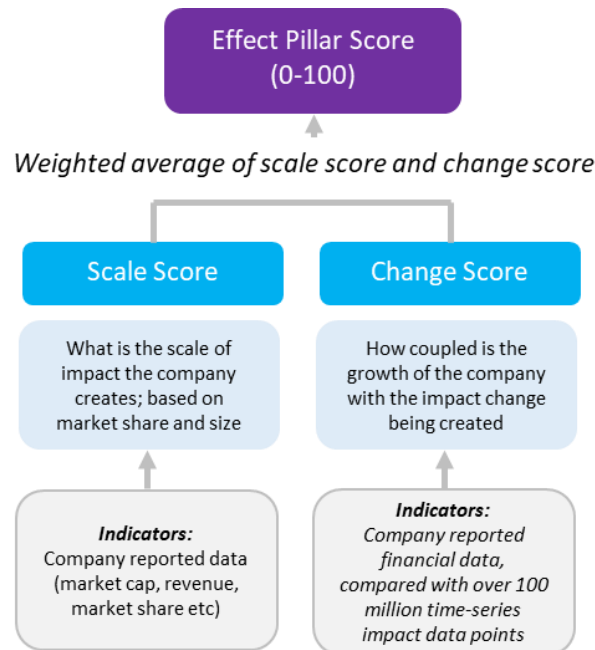 Effect Pillar Score
(0-100)
Weighted average of scale score and change score
Scale Score
Change Score
What is the scale of
impact the company
creates; based on
market share and size
How coupled is the
growth of the company
with the impact change
being created
Indicators:
Company reported data
(market cap, revenue,
market share etc)
Indicators:
Company reported
financial data,
compared with over 100
million time-series
impact data points